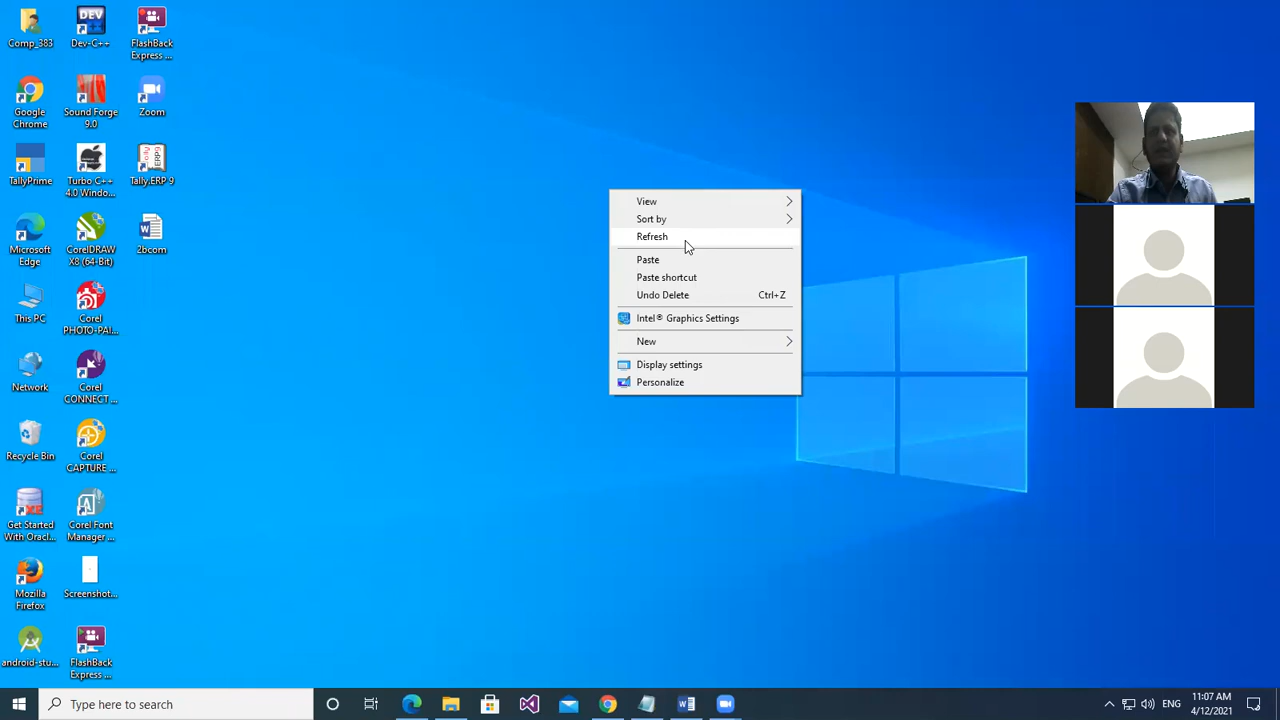 Comp_383
Dev-C++
FlashBack
Express ...
Google
Chrome
Sound Forge
9.0
Zoom
TallyPrime
Turbo C++
4.0 Windo...
Tally.ERP 9
Microsoft
Edge
CorelDRAW
X8 (64-Bit)
2bcom
This PC
Corel
PHOTO-PAI...
Network
Corel
CONNECT ...
Recycle Bin
Corel
CAPTURE ...
Get Started
With Oracl...
Corel Font
Manager ...
Mozilla
Firefox
Screenshot...
android-stu...
FlashBack
Express ...
View
Sort by
Refresh
Paste
Paste shortcut
Undo Delete Ctrl+Z
Intel® Graphics Settings
New
Display settings
Personalize
Type here to search
ENG
11:07 AM
4/12/2021